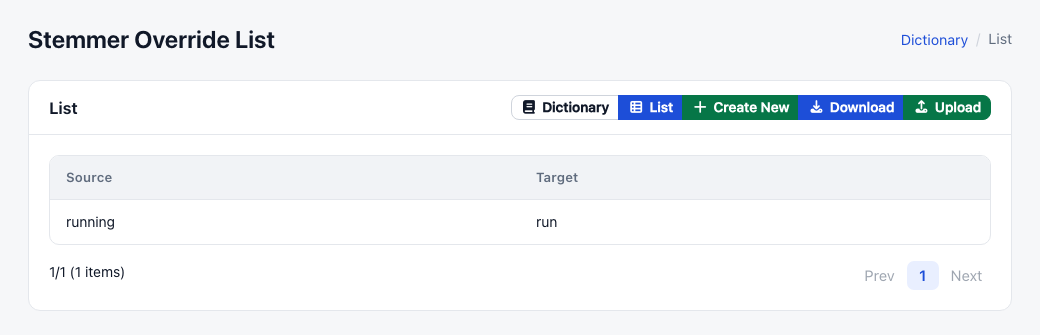 Stemmer Override List
Dictionary / List
List
Dictionary List Create New Download Upload
Source Target
running run
1/1 (1 items)
Prev 1 Next